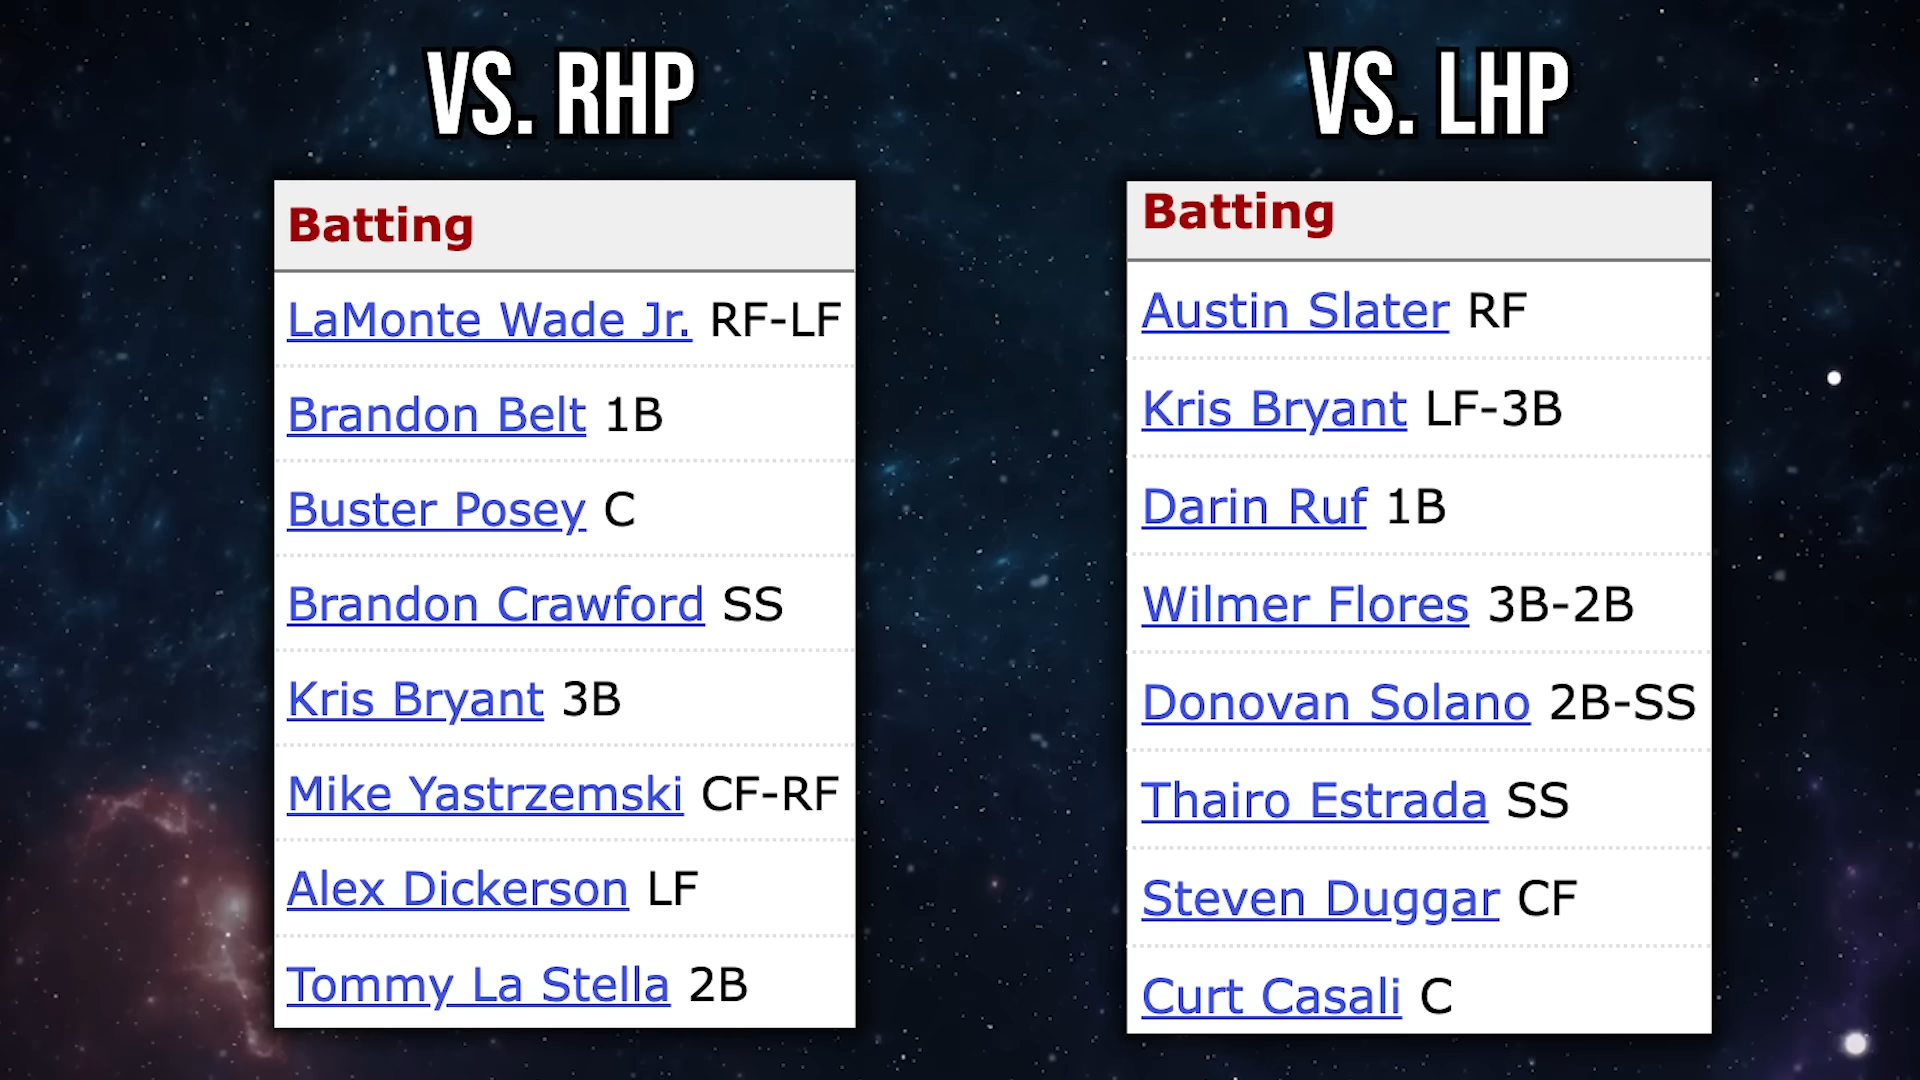 VS. RHP
Batting
LaMonte Wade Jr. RF-LF
Brandon Belt 1B
Buster Posey C
Brandon Crawford SS
Kris Bryant 3B
Mike Yastrzemski CF-RF
Alex Dickerson LF
Tommy La Stella 2B
VS. LHP
Batting
Austin Slater RF
Kris Bryant LF-3B
Darin Ruf 1B
Wilmer Flores 3B-2B
Donovan Solano 2B-SS
Thairo Estrada SS
Steven Duggar CF
Curt Casali C